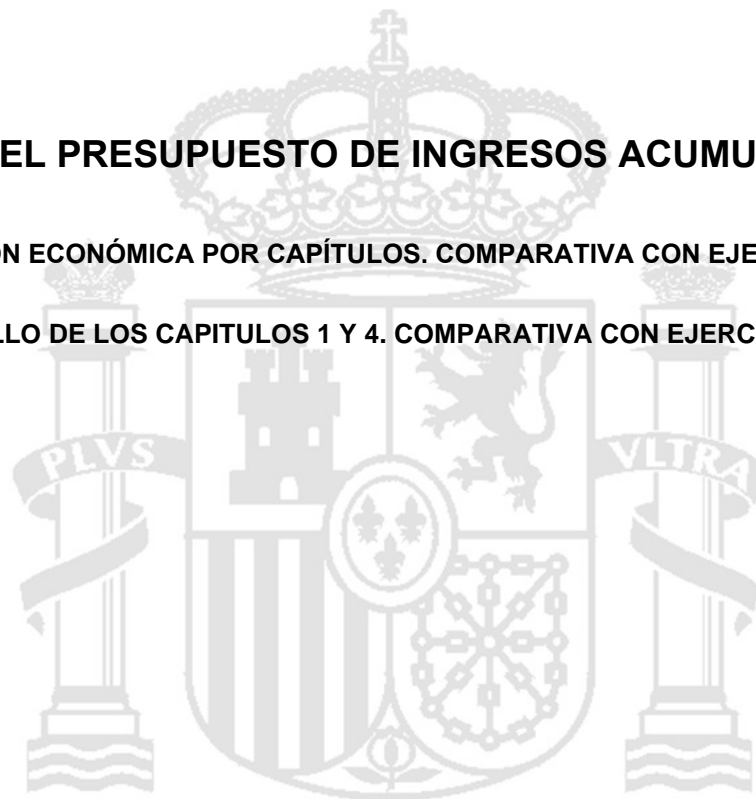 EL PRESUPUESTO DE INGRESOS ACUMU
ÓN ECONÓMICA POR CAPÍTULOS. COMPARATIVA CON EJE
LLO DE LOS CAPITULOS 1 Y 4. COMPARATIVA CON EJERC
PLVS VLTRA